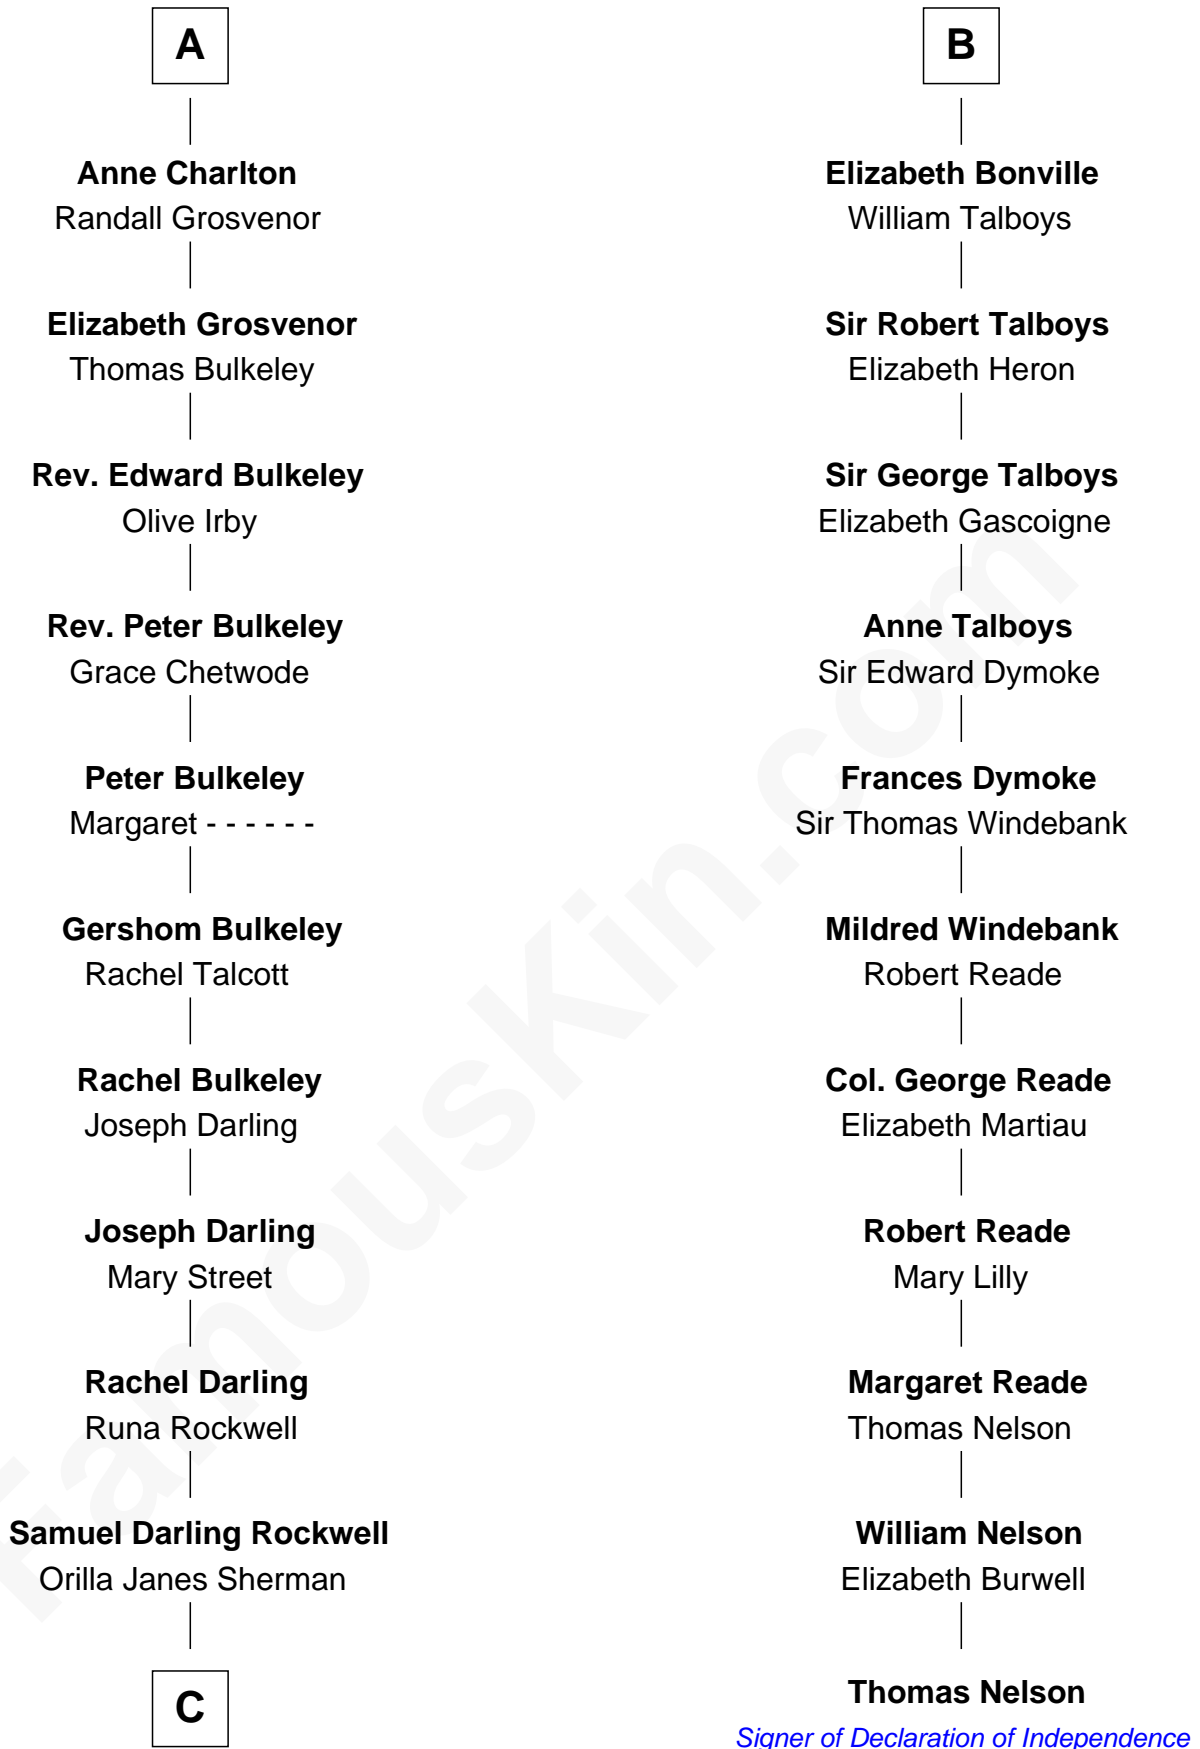 A
Anne Charlton
Randall Grosvenor
Elizabeth Grosvenor
Thomas Bulkeley
Rev. Edward Bulkeley
Olive Irby
Rev. Peter Bulkeley
Grace Chetwode
Peter Bulkeley
Margaret - - - - - -
Gershom Bulkeley
Rachel Talcott
Rachel Bulkeley
Joseph Darling
Joseph Darling
Mary Street
Rachel Darling
Runa Rockwell
Samuel Darling Rockwell
Orilla Janes Sherman
C
B
Elizabeth Bonville
William Talboys
Sir Robert Talboys
Elizabeth Heron
Sir George Talboys
Elizabeth Gascoigne
Anne Talboys
Sir Edward Dymoke
Frances Dymoke
Sir Thomas Windebank
Mildred Windebank
Robert Reade
Col. George Reade
Elizabeth Martiau
Robert Reade
Mary Lilly
Margaret Reade
Thomas Nelson
William Nelson
Elizabeth Burwell
Thomas Nelson
Signer of Declaration of Independence
FamousKin.com